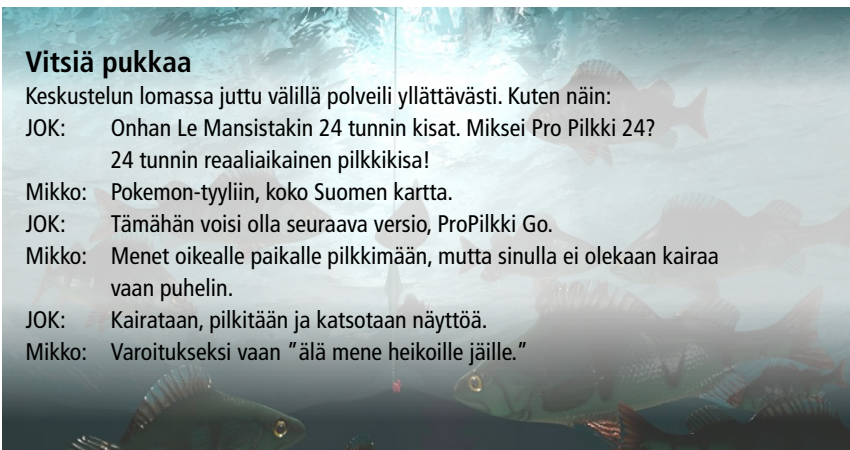 Vitsiä pukkaa
Keskustelun lomassa juttu välillä polveili yllättävästi. Kuten näin:
JOK: Onhan Le Mansistakin 24 tunnin kisat. Miksei Pro Pilkki 24?
24 tunnin reaaliaikainen pilkkikisa!
Mikko: Pokemon-tyyliin, koko Suomen kartta.
JOK: Tämähän voisi olla seuraava versio, ProPilkki Go.
Mikko: Menet oikealle paikalle pilkkimään, mutta sinulla ei olekaan kairaa
vaan puhelin.
JOK: Kairataan, pilkitään ja katsotaan näyttöä.
Mikko: Varoitukseksi vaan ”älä mene heikoille jäille.”